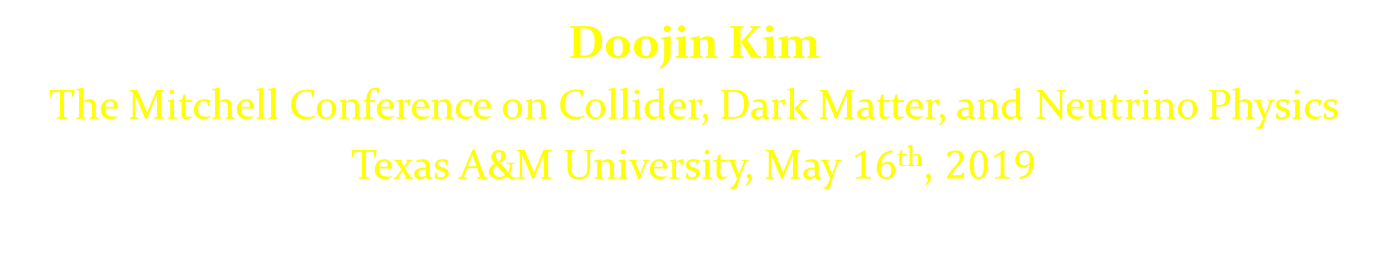 Doojin Kim
The Mitchell Conference on Collider, Dark Matter, and Neutrino Physics
Texas A&M University, May 16th, 2019